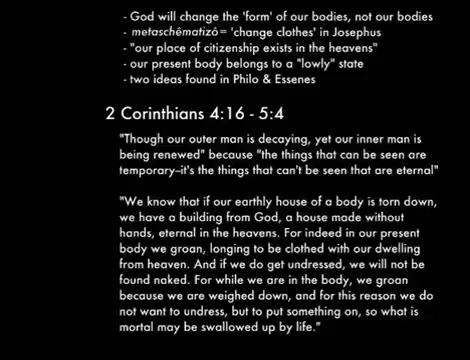 - God will change the 'form' of our bodies, not our bodies
- metaschêmatizó = 'change clothes' in Josephus
- "our place of citizenship exists in the heavens"
- our present body belongs to a "lowly" state
- two ideas found in Philo & Essenes
2 Corinthians 4:16 - 5:4
"Though our outer man is decaying, yet our inner man is
being renewed" because "the things that can be seen are
temporary–it's the things that can't be seen that are eternal"
"We know that if our earthly house of a body is torn down,
we have a building from God, a house made without
hands, eternal in the heavens. For indeed in our present
body we groan, longing to be clothed with our dwelling
from heaven. And if we do get undressed, we will not be
found naked. For while we are in the body, we groan
because we are weighed down, and for this reason we do
not want to undress, but to put something on, so what is
mortal may be swallowed up by life."